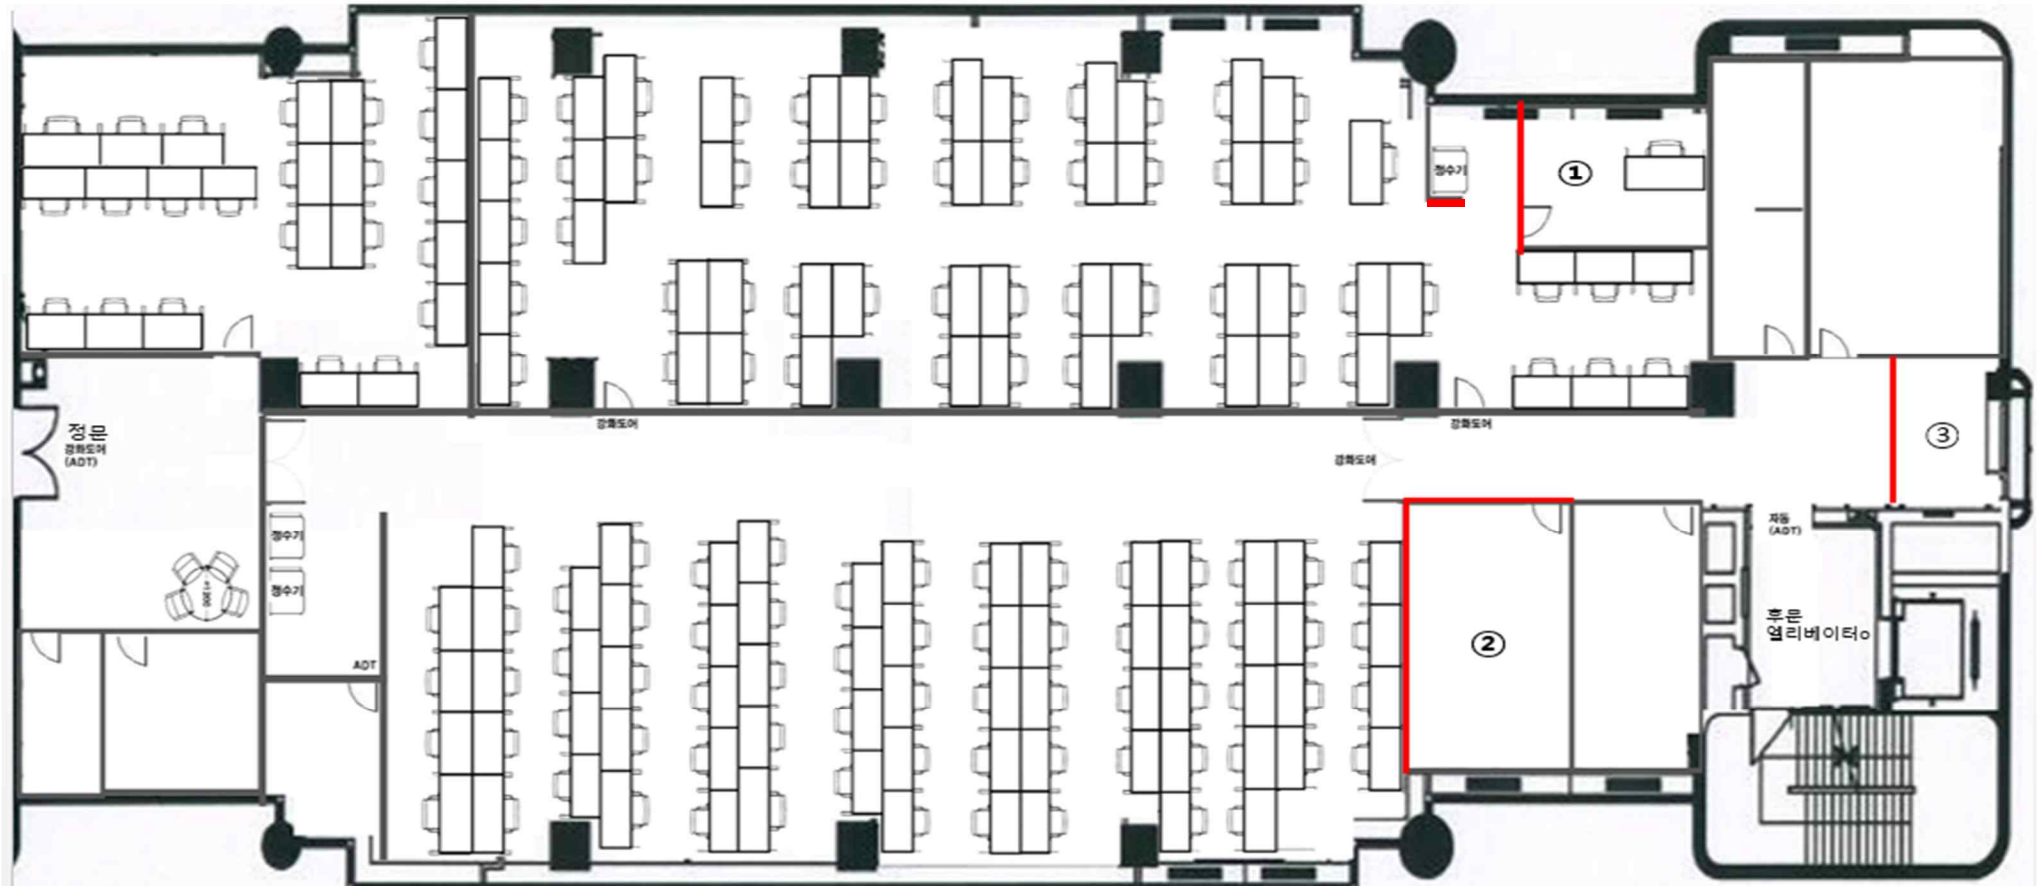 정수기
①
정문
강화도어
(ADT)
강화도어
강화도어
강화도어
③
정수기
정수기
ADT
②
자동
(ADT)
후문
엘리베이터o